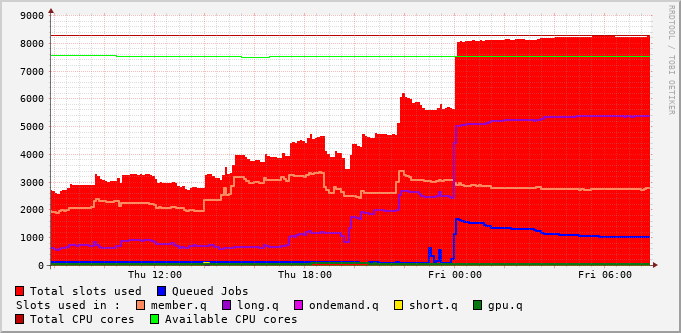 9000
8000
7000
6000
5000
4000
3000
2000
1000
0
Thu 12:00 Thu 18:00 Fri 00:00 Fri 06:00
RRDTOOL / TOBI OETIKER
Total slots used Queued Jobs
Slots used in : member.q long.q ondemand.q short.q gpu.q
Total CPU cores Available CPU cores